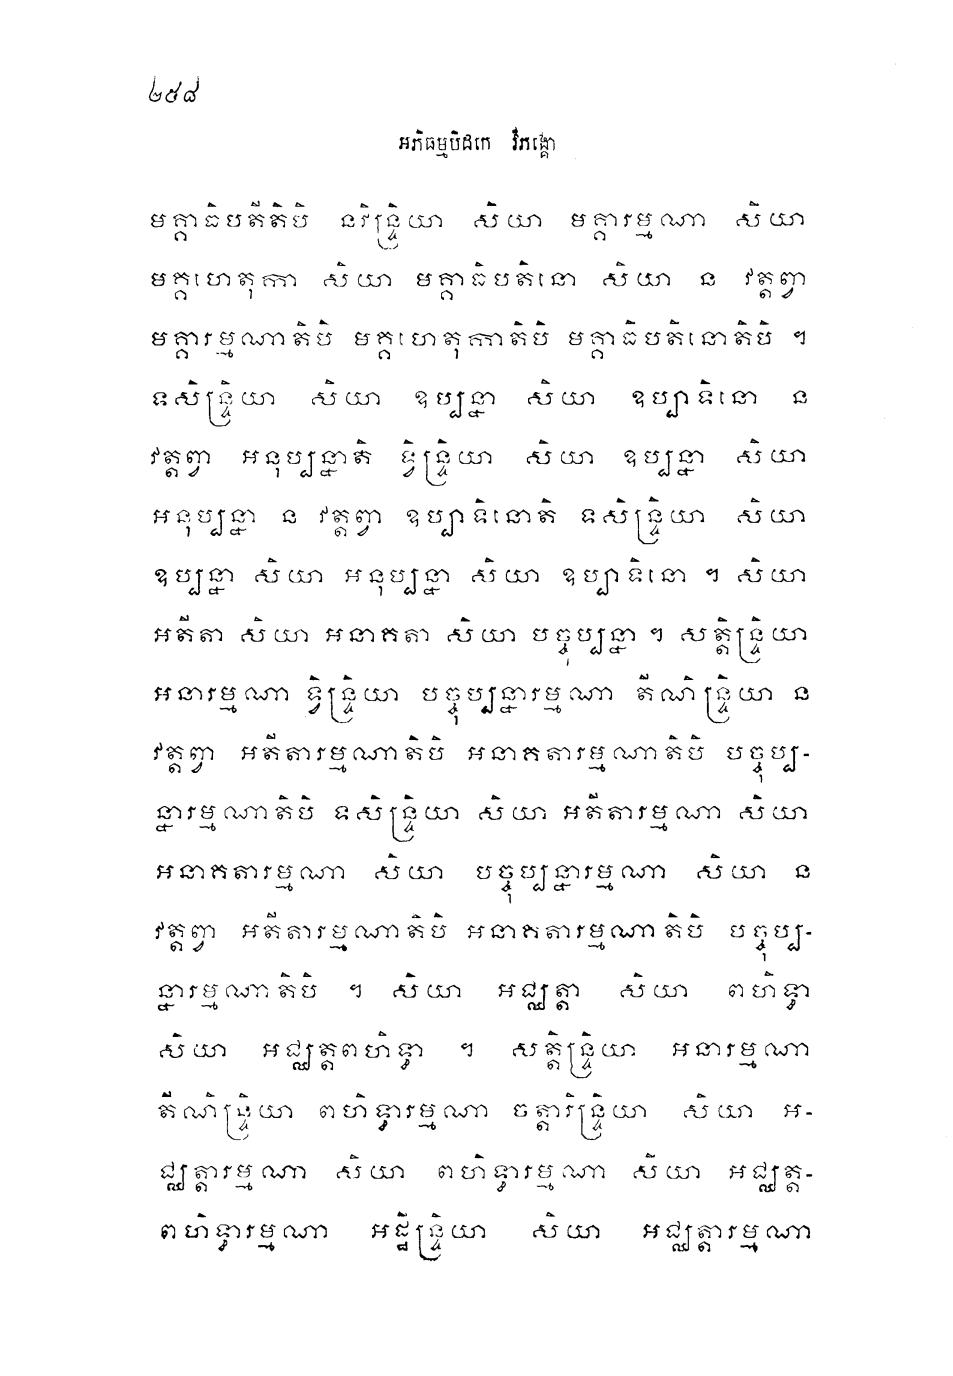 ២៥៨
អភិធម្មបិដកេ វិភង្គោ
មគ្គាធិបតីតិបិ នវិន្ទ្រិយា សិយា មគ្គារម្មណា សិយា
មគ្គហេតុកា សិយា មគ្គាធិបតិនោ សិយា ន វត្តព្វា
មគ្គារម្មណាតិបិ មគ្គហេតុកាតិបិ មគ្គាធិបតិនោតិបិ ។
ទសិន្ទ្រិយា សិយា ឧប្បន្នា សិយា ឧប្បាទិនោ ន
វត្តព្វា អនុប្បន្នាតិ ទ្វិន្ទ្រិយា សិយា ឧប្បន្នា សិយា
អនុប្បន្នា ន វត្តព្វា ឧប្បាទិនោតិ ទសិន្ទ្រិយា សិយា
ឧប្បន្នា សិយា អនុប្បន្នា សិយា ឧប្បាទិនោ ។ សិយា
អតីតា សិយា អនាគតា សិយា បច្ចុប្បន្នា ។ សត្តិន្ទ្រិយា
អនារម្មណា ទ្វិន្ទ្រិយា បច្ចុប្បន្នារម្មណា តីណិន្ទ្រិយា ន
វត្តព្វា អតីតារម្មណាតិបិ អនាគតារម្មណាតិបិ បច្ចុប្ប-
ន្នារម្មណាតិបិ ទសិន្ទ្រិយា សិយា អតីតារម្មណា សិយា
អនាគតារម្មណា សិយា បច្ចុប្បន្នារម្មណា សិយា ន
វត្តព្វា អតីតារម្មណាតិបិ អនាគតារម្មណាតិបិ បច្ចុប្ប-
ន្នារម្មណាតិបិ ។ សិយា អជ្ឈត្តា សិយា ពហិទ្ធា
សិយា អជ្ឈត្តពហិទ្ធា ។ សត្តិន្ទ្រិយា អនារម្មណា
តីណិន្ទ្រិយា ពហិទ្ធារម្មណា ចត្តារិន្ទ្រិយា សិយា អ-
ជ្ឈត្តារម្មណា សិយា ពហិទ្ធារម្មណា សិយា អជ្ឈត្ត-
ពហិទ្ធារម្មណា អដ្ឋិន្ទ្រិយា សិយា អជ្ឈត្តារម្មណា